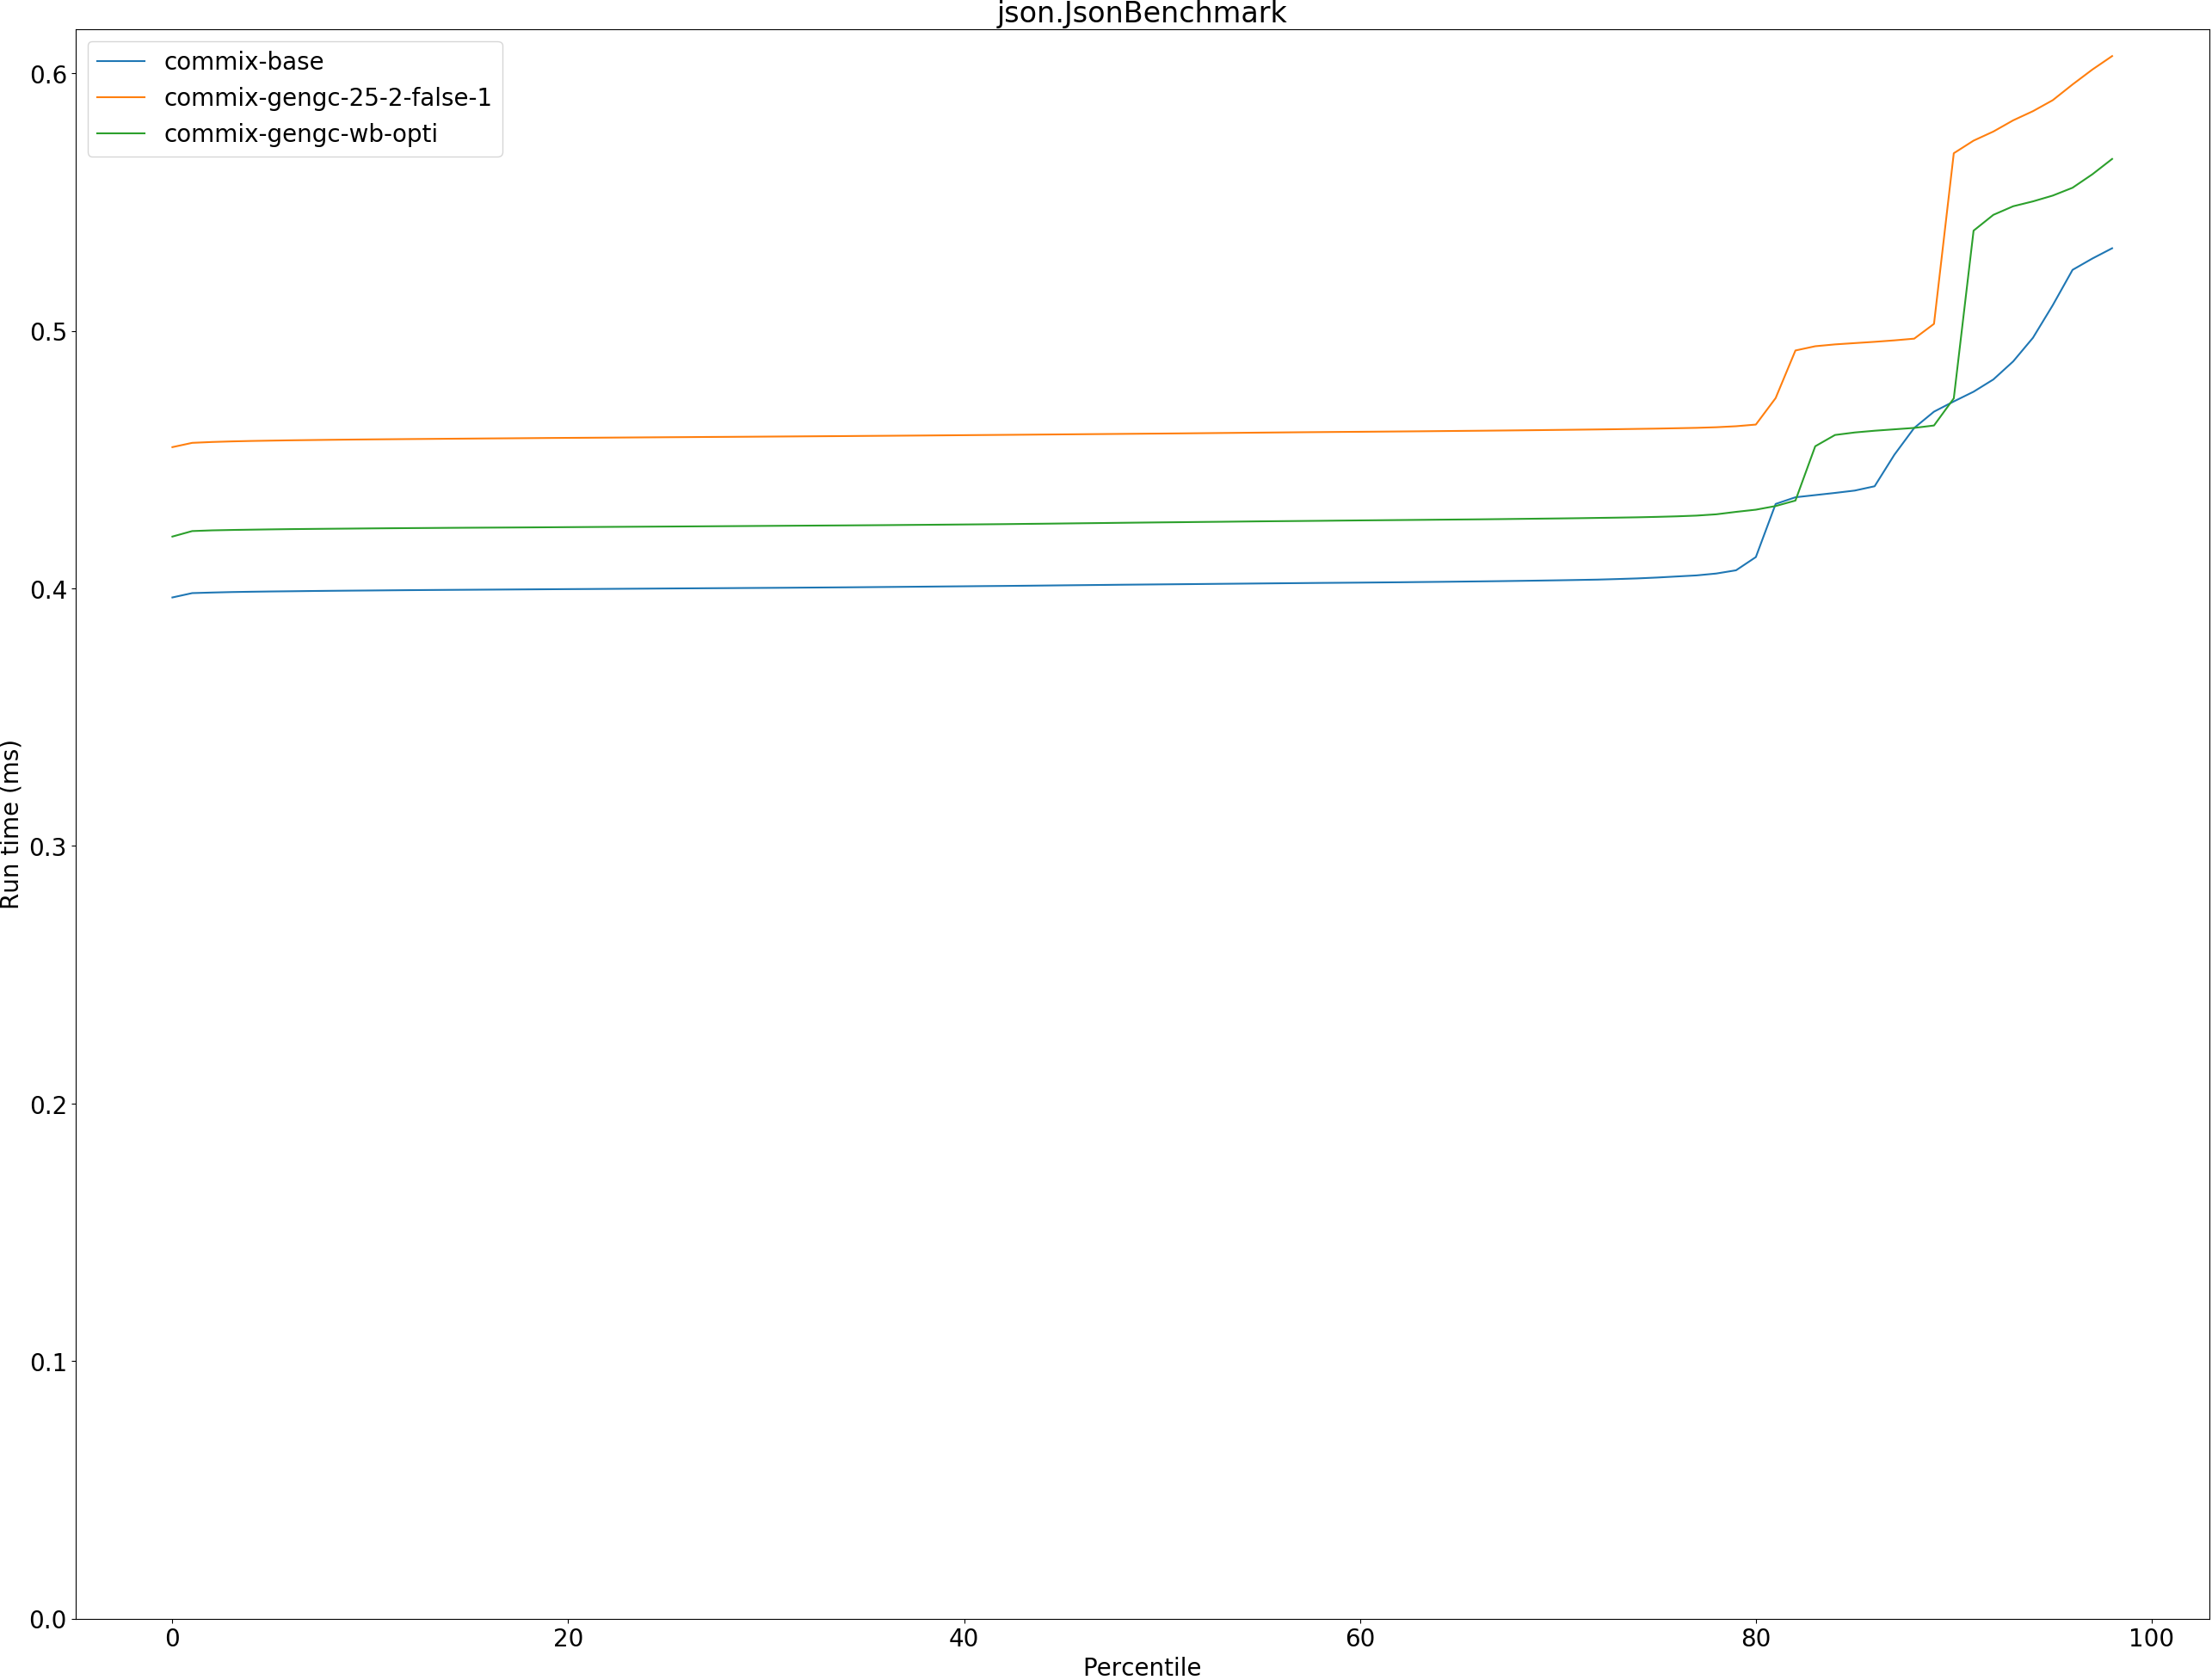 json.JsonBenchmark
commix-base
commix-gengc-25-2-false-1
commix-gengc-wb-opti
Run time (ms)
0.6
0.5
0.4
0.3
0.2
0.1
0.0
0 20 40 60 80 100
Percentile